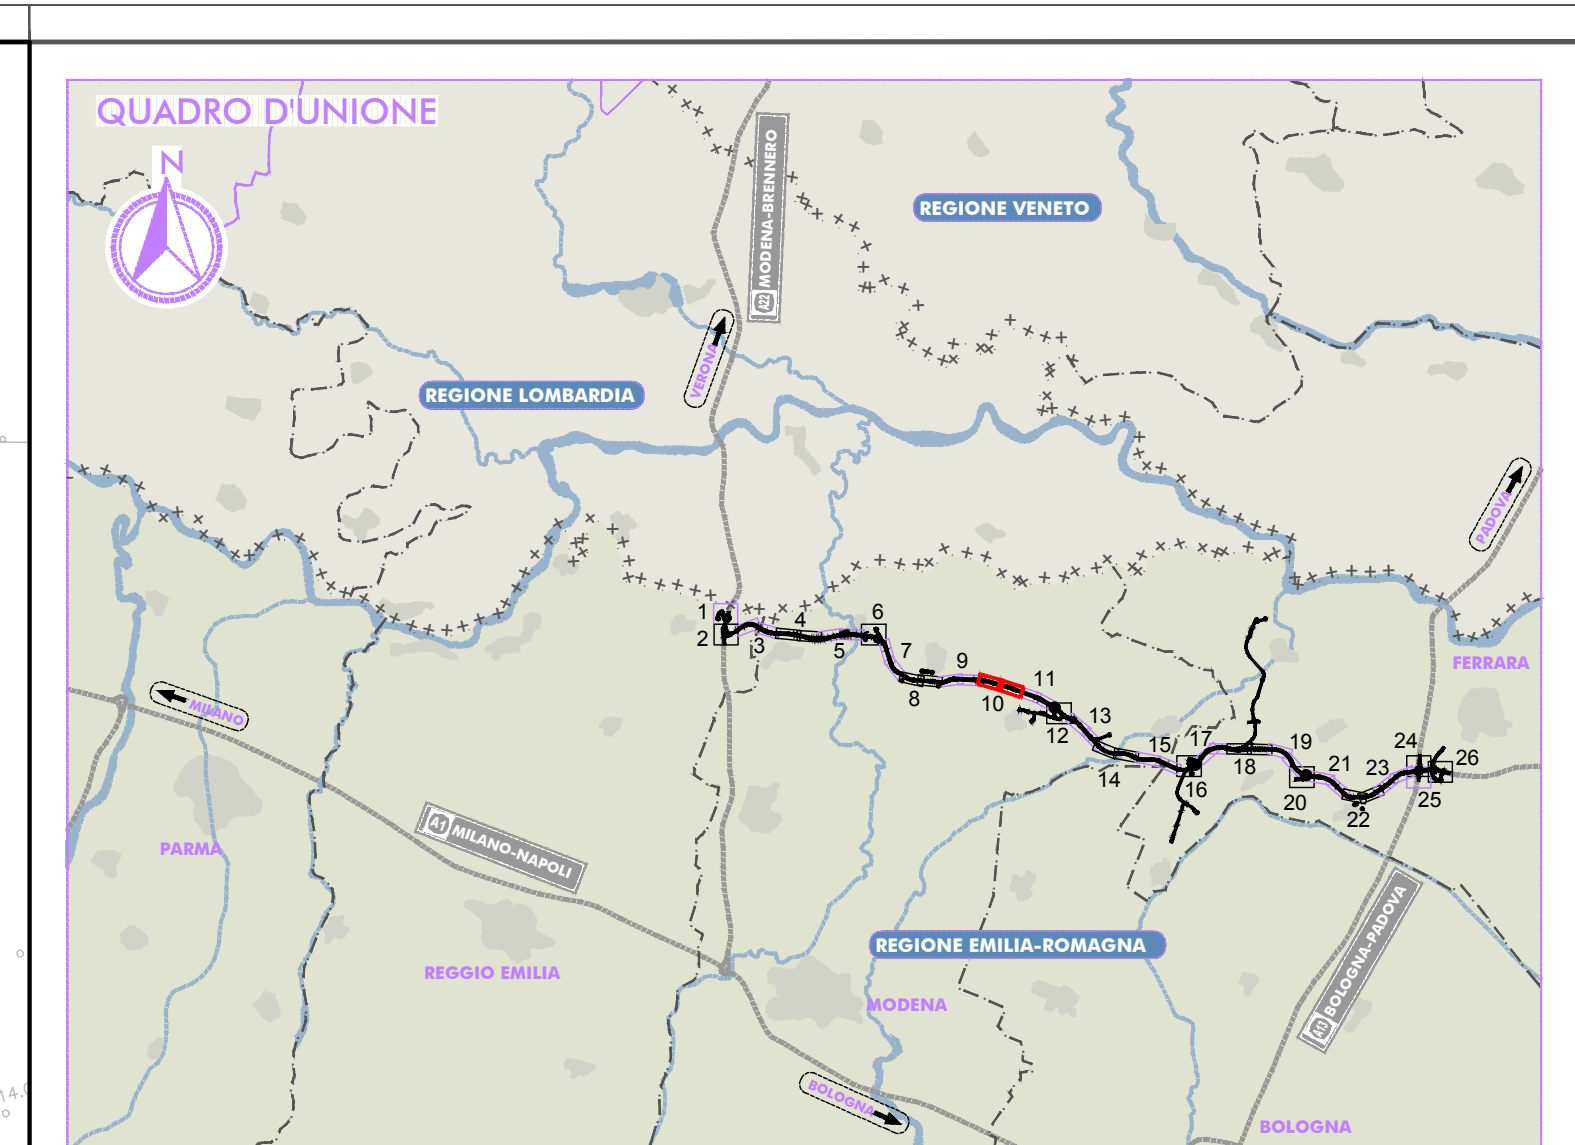 QUADRO D'UNIONE
N
A22 MODENA-BRENNERO
REGIONE VENETO
VERONA
REGIONE LOMBARDIA
PADOVA
1
2
3
4
5
6
7
8
9
10
11
12
13
14
15
16
17
18
19
20
21
22
23
24
25
26
FERRARA
MILANO
A1 MILANO-NAPOLI
PARMA
REGGIO EMILIA
REGIONE EMILIA-ROMAGNA
MODENA
A13 BOLOGNA-PADOVA
BOLOGNA
BOLOGNA